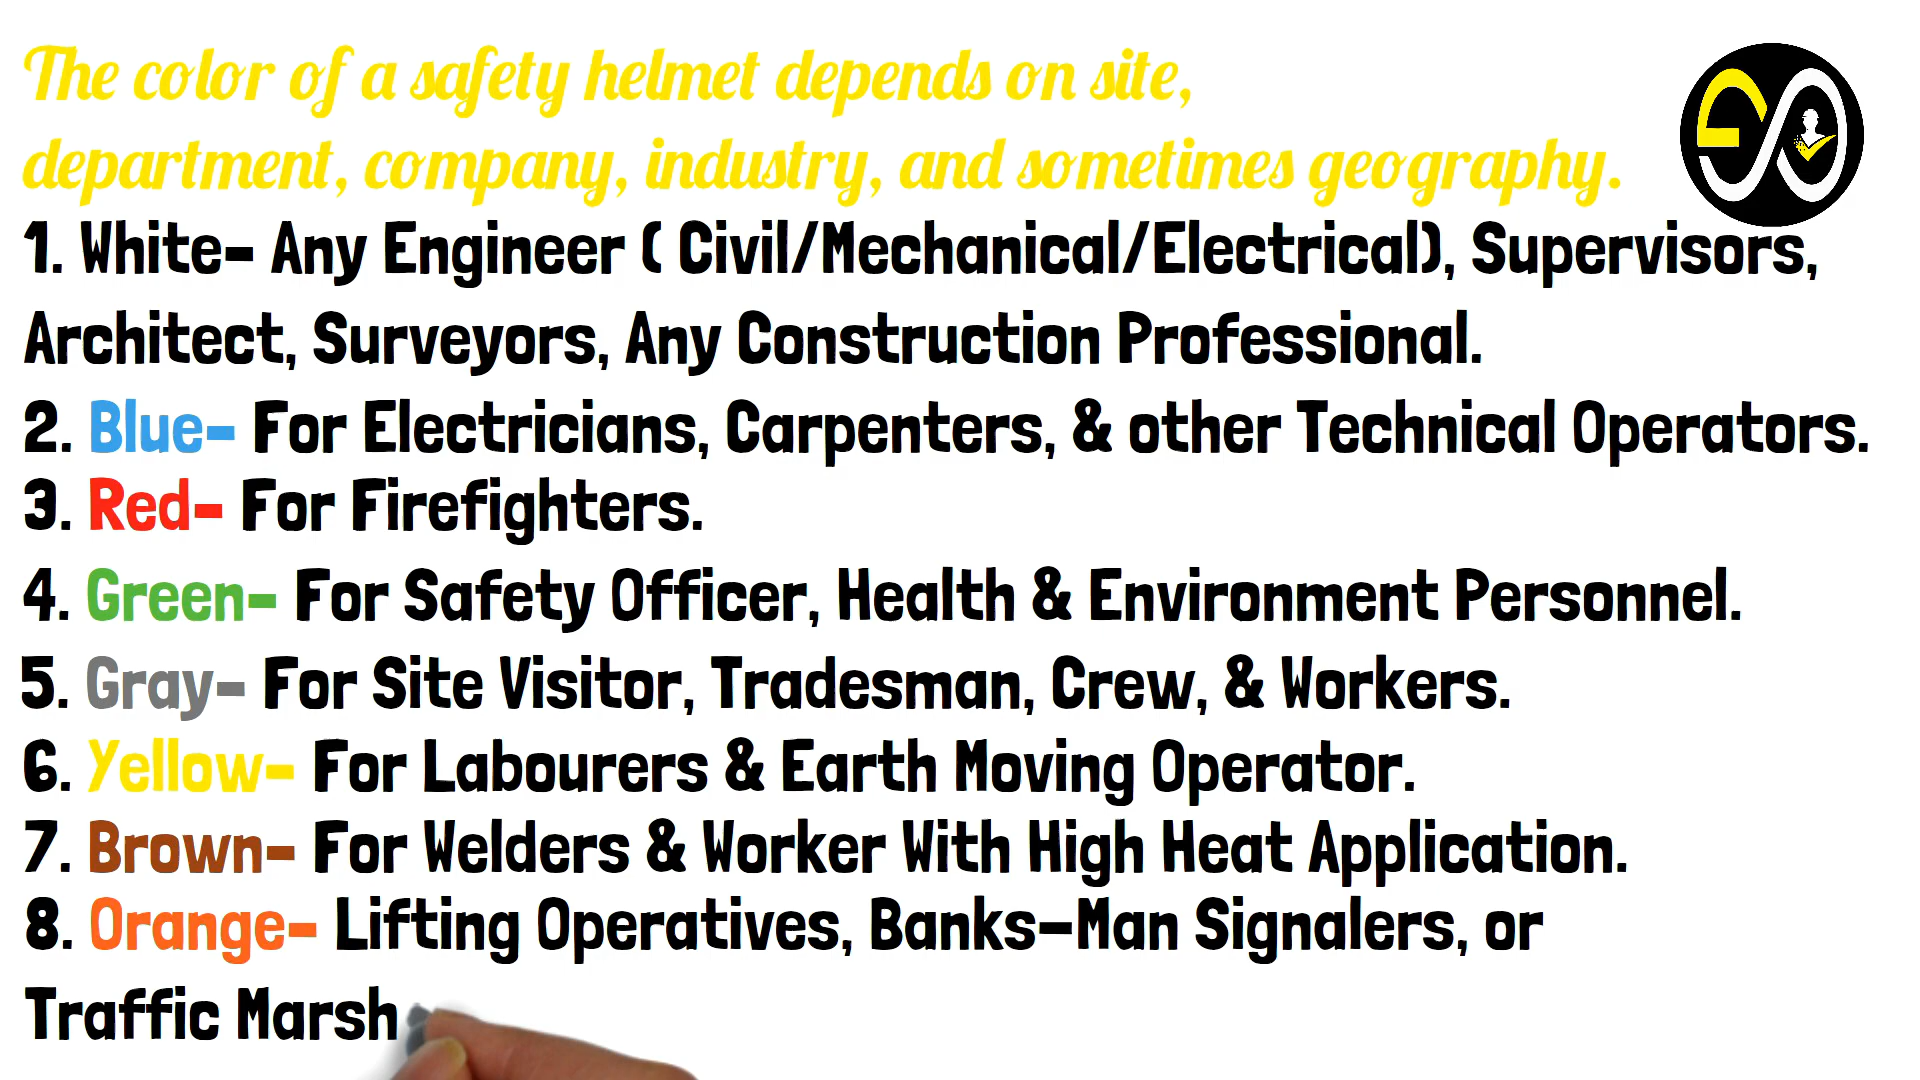 The color of a safety helmet depends on site,
department, company, industry, and sometimes geography.
1. White- Any Engineer ( Civil/Mechanical/Electrical), Supervisors,
Architect, Surveyors, Any Construction Professional.
2. Blue- For Electricians, Carpenters, & other Technical Operators.
3. Red- For Firefighters.
4. Green- For Safety Officer, Health & Environment Personnel.
5. Gray- For Site Visitor, Tradesman, Crew, & Workers.
6. Yellow- For Labourers & Earth Moving Operator.
7. Brown- For Welders & Worker With High Heat Application.
8. Orange- Lifting Operatives, Banks-Man Signalers, or
Traffic Marsh